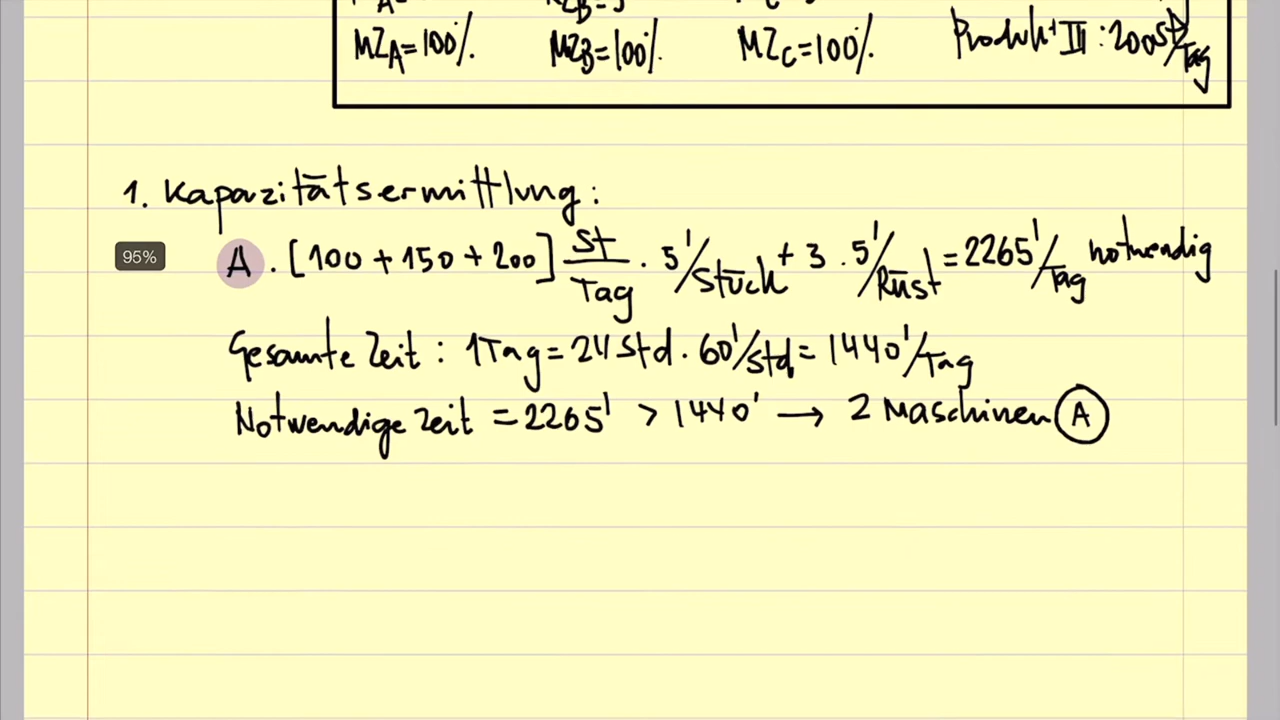 MZA=100% MZB=100% MZC=100% Produkt III: 200St/Tag
1. Kapazitätsermittlung:
95%
A. [100+150+200] St/Tag · 5'/Stück + 3 · 5'/Rüst = 2265'/Tag notwendig
Gesamte Zeit: 1Tag=24Std · 60'/Std = 1440'/Tag
Notwendige Zeit = 2265' > 1440' → 2 Maschinen A